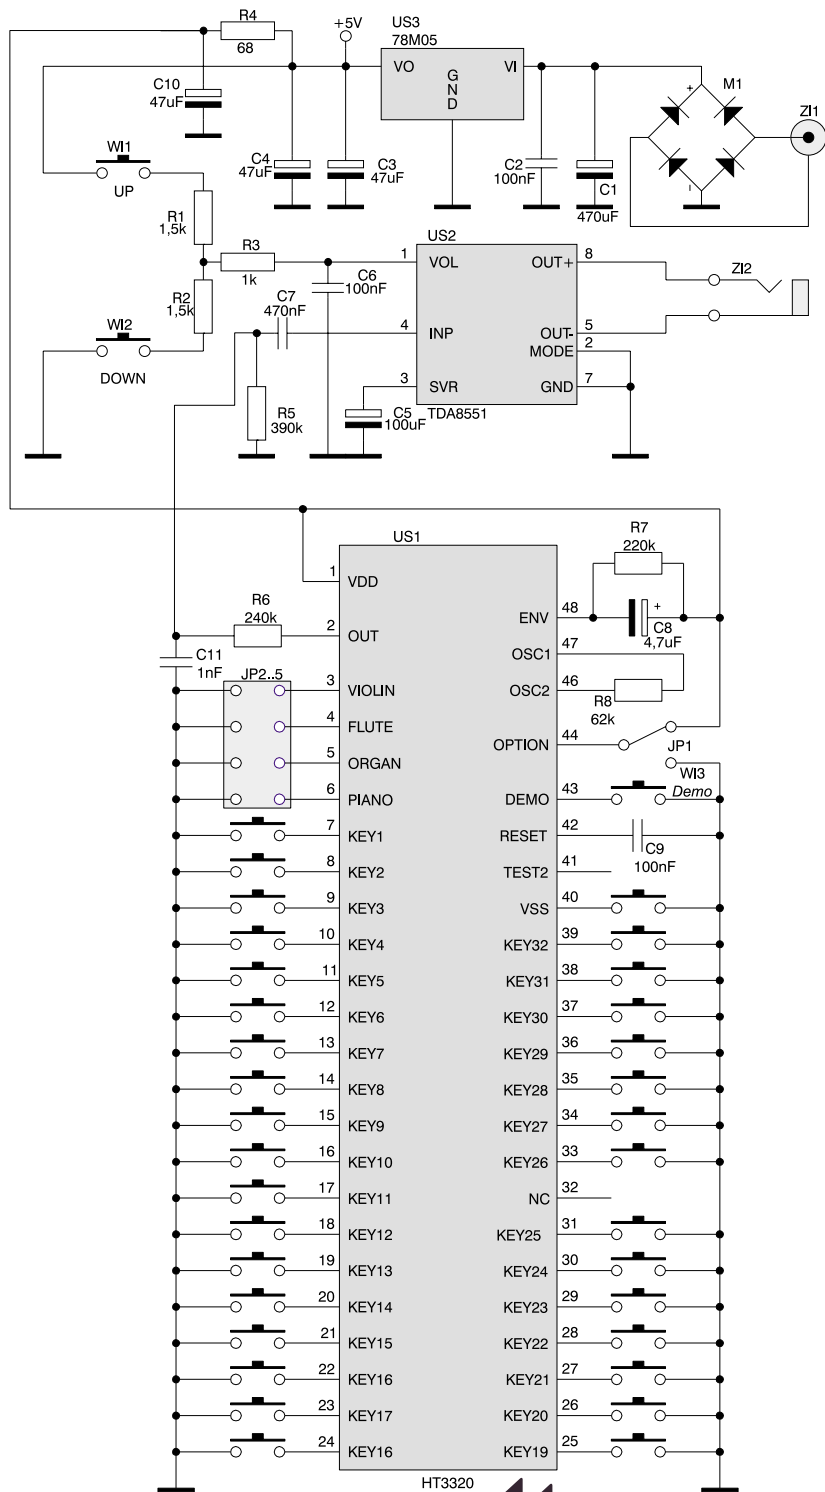 R4
68
+5V
US3
78M05
VO
GND
VI
C10
47uF
M1
+
-
ZI1
WI1
UP
C4
47uF
C3
47uF
C2
100nF
C1
470uF
R1
1,5k
R3
1k
R2
1,5k
US2
1
VOL
OUT+
8
ZI2
C6
100nF
C7
470nF
4
INP
OUT-
5
MODE
2
WI2
DOWN
3
SVR
GND
7
R5
390k
C5
100uF
TDA8551
US1
R7
220k
1
VDD
R6
240k
2
OUT
ENV
48
+
C8
4,7uF
OSC1
47
C11
1nF
JP2..5
3
VIOLIN
OSC2
46
R8
62k
4
FLUTE
OPTION
44
JP1
5
ORGAN
WI3
Demo
6
PIANO
DEMO
43
7
KEY1
RESET
42
C9
100nF
8
KEY2
TEST2
41
9
KEY3
VSS
40
10
KEY4
KEY32
39
11
KEY5
KEY31
38
12
KEY6
KEY30
37
13
KEY7
KEY29
36
14
KEY8
KEY28
35
15
KEY9
KEY27
34
16
KEY10
KEY26
33
17
KEY11
NC
32
18
KEY12
KEY25
31
19
KEY13
KEY24
30
20
KEY14
KEY23
29
21
KEY15
KEY22
28
22
KEY16
KEY21
27
23
KEY17
KEY20
26
24
KEY16
KEY19
25
HT3320